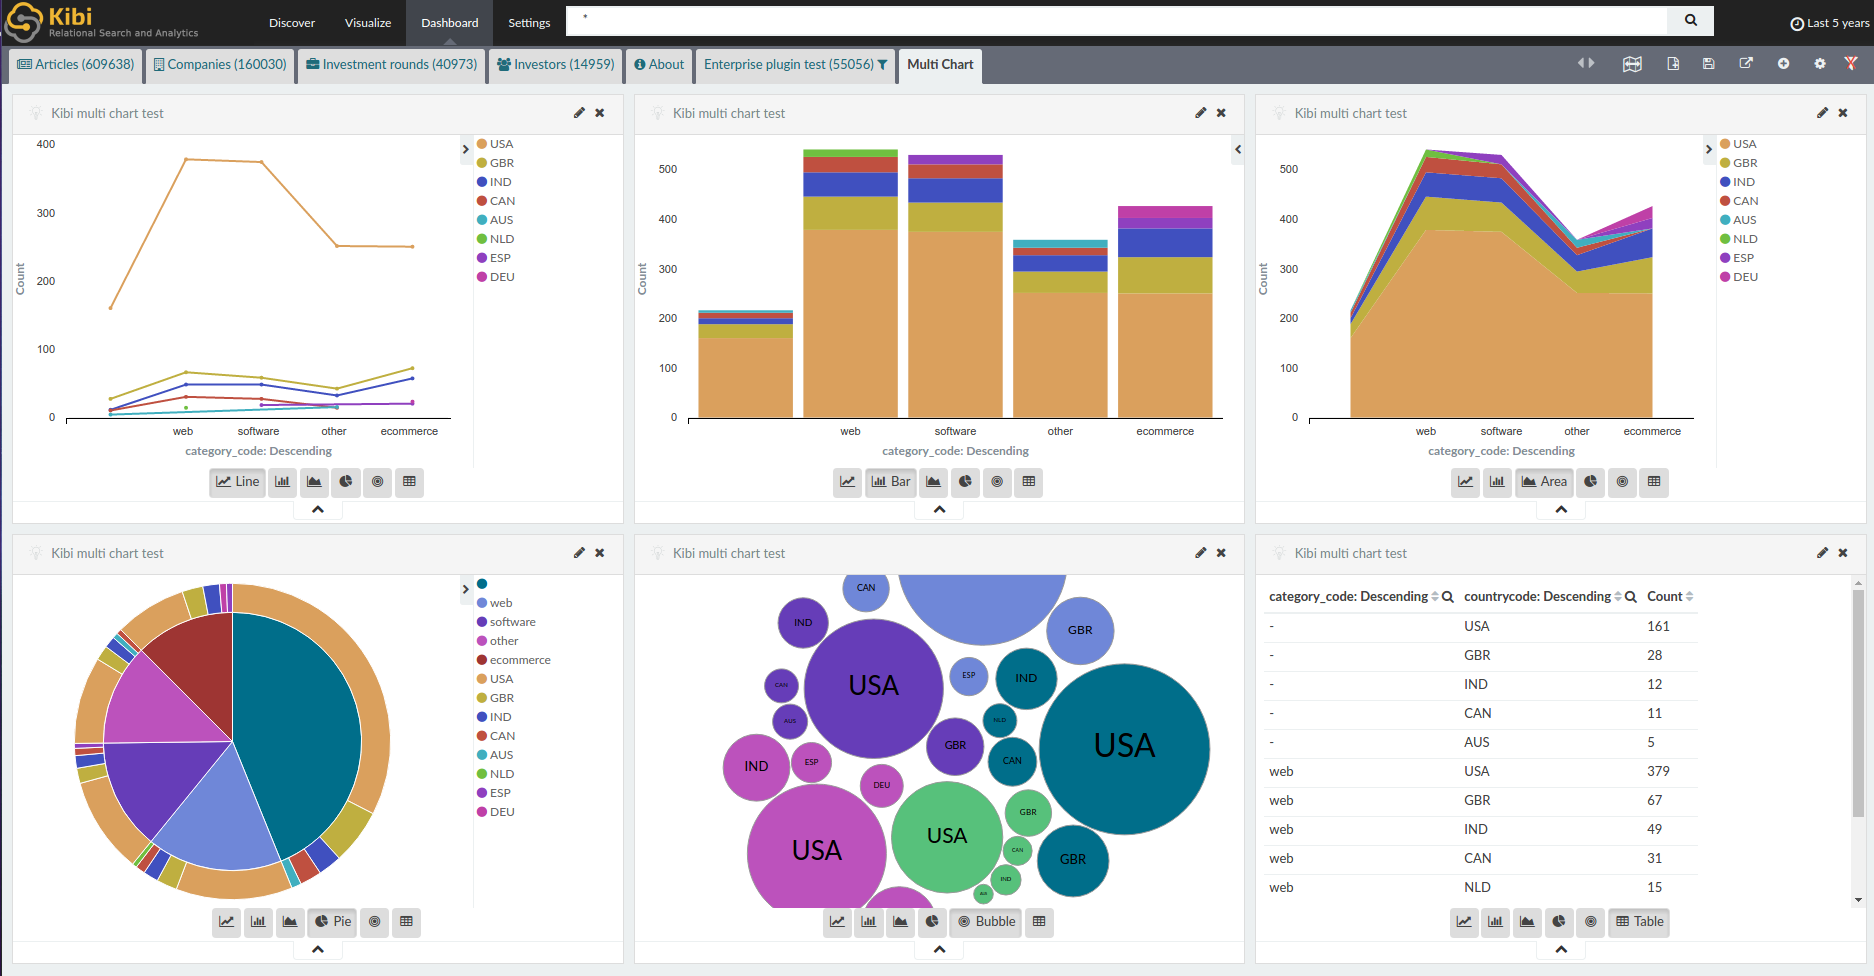 Kibi
Relational Search and Analytics
Discover Visualize Dashboard Settings * Last 5 years
Articles (609638) Companies (160030) Investment rounds (40973) Investors (14959) About Enterprise plugin test (55056) Multi Chart
Kibi multi chart test
400
300
200
100
0
Count
web software other ecommerce
category_code: Descending
USA
GBR
IND
CAN
AUS
NLD
ESP
DEU
Line
Kibi multi chart test
500
400
300
200
100
0
Count
web software other ecommerce
category_code: Descending
Bar
Kibi multi chart test
500
400
300
200
100
0
Count
web software other ecommerce
category_code: Descending
USA
GBR
IND
CAN
AUS
NLD
ESP
DEU
Area
Kibi multi chart test
web
software
other
ecommerce
USA
GBR
IND
CAN
AUS
NLD
ESP
DEU
Pie
Kibi multi chart test
CAN
IND
GBR
USA
ESP
IND
CAN
AUS
NLD
USA
GBR
CAN
IND
ESP
DEU
GBR
USA
USA
CAN
GBR
IND
AUS
Bubble
Kibi multi chart test
category_code: Descending countrycode: Descending Count
- USA 161
- GBR 28
- IND 12
- CAN 11
- AUS 5
web USA 379
web GBR 67
web IND 49
web CAN 31
web NLD 15
Table